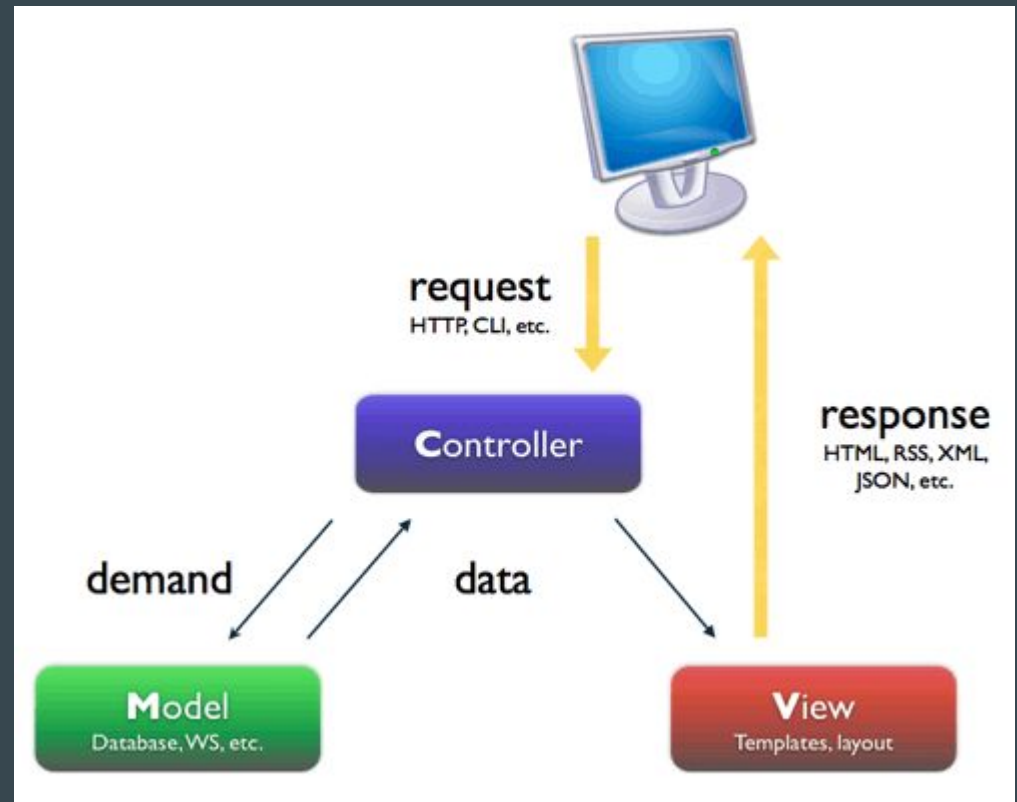 request
HTTP, CLI, etc.
Controller
response
HTML, RSS, XML,
JSON, etc.
demand
data
Model
Database, WS, etc.
View
Templates, layout